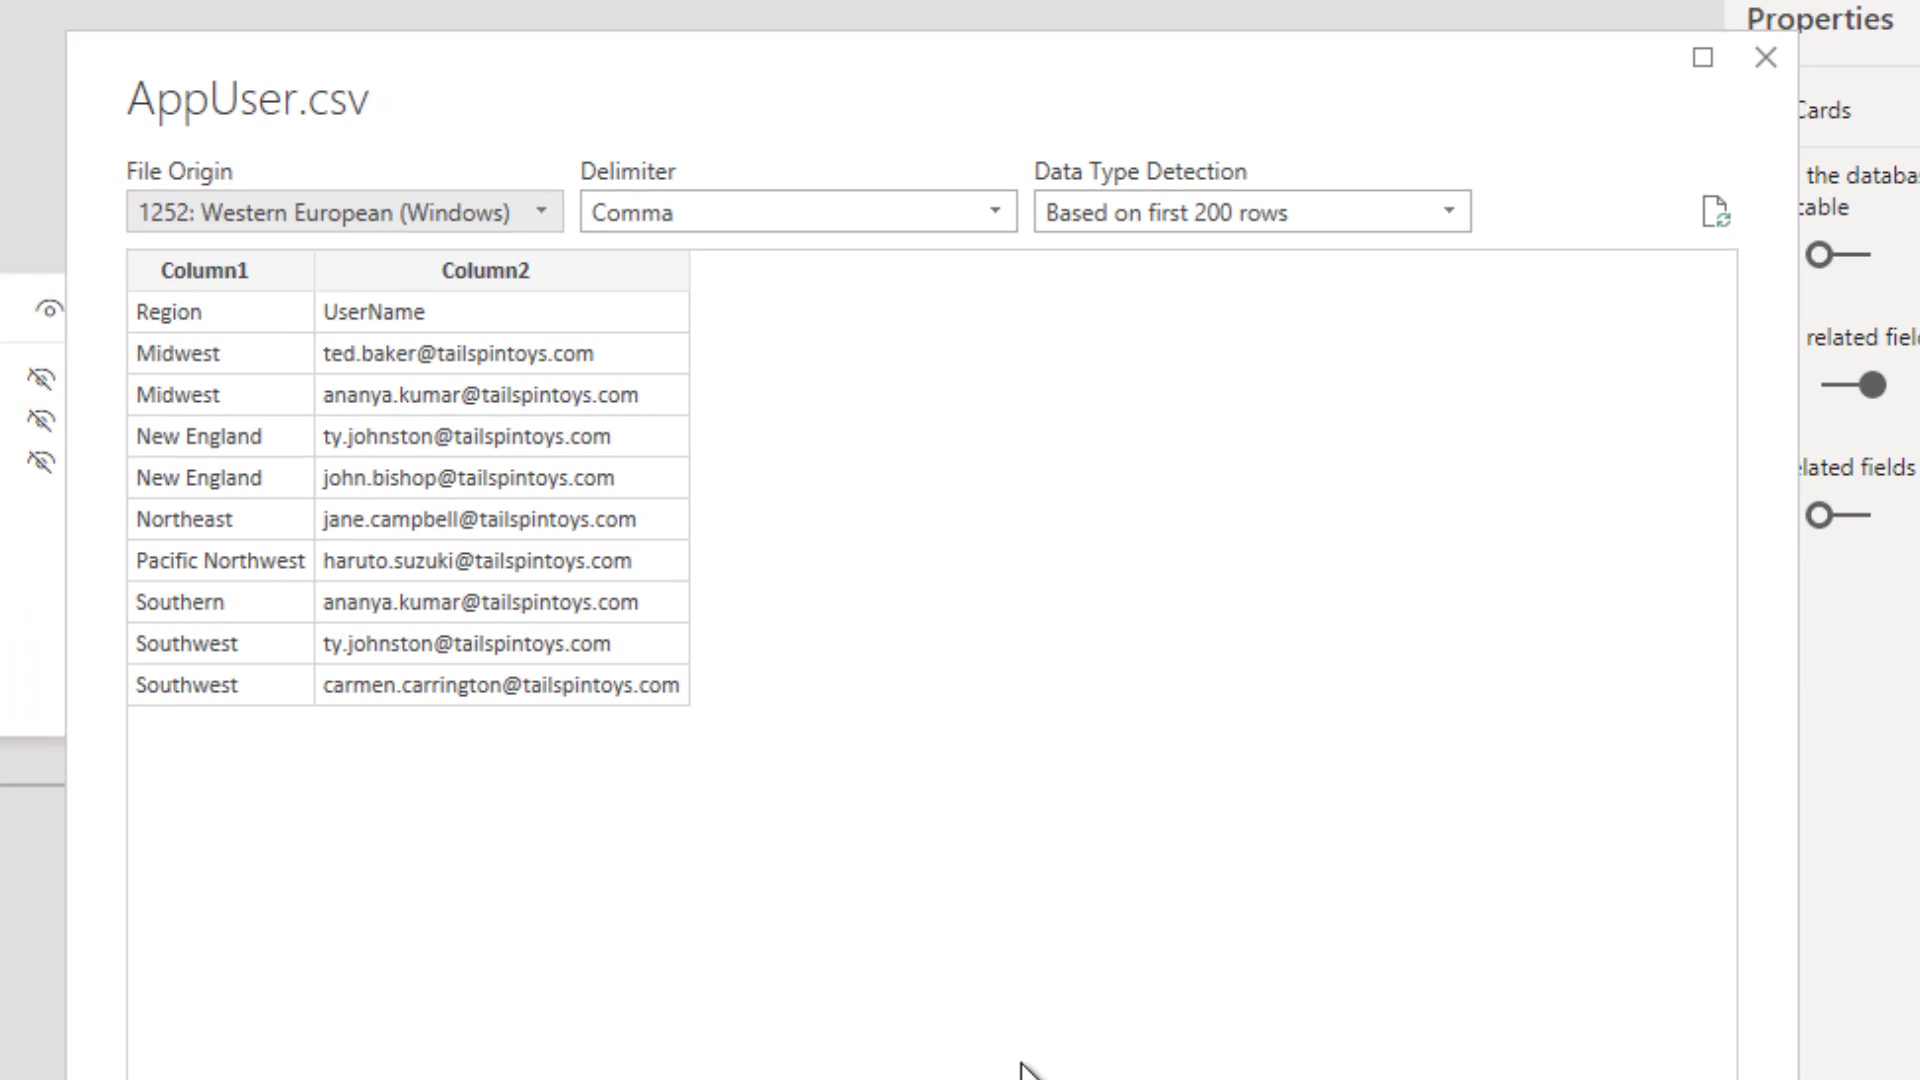 Properties
AppUser.csv
Cards
File Origin
Delimiter
Data Type Detection
the databa
table
1252: Western European (Windows)
Comma
Based on first 200 rows
Column1 Column2
Region UserName
Midwest ted.baker@tailspintoys.com
related fiel
Midwest ananya.kumar@tailspintoys.com
New England ty.johnston@tailspintoys.com
New England john.bishop@tailspintoys.com
lated fields
Northeast jane.campbell@tailspintoys.com
Pacific Northwest haruto.suzuki@tailspintoys.com
Southern ananya.kumar@tailspintoys.com
Southwest ty.johnston@tailspintoys.com
Southwest carmen.carrington@tailspintoys.com